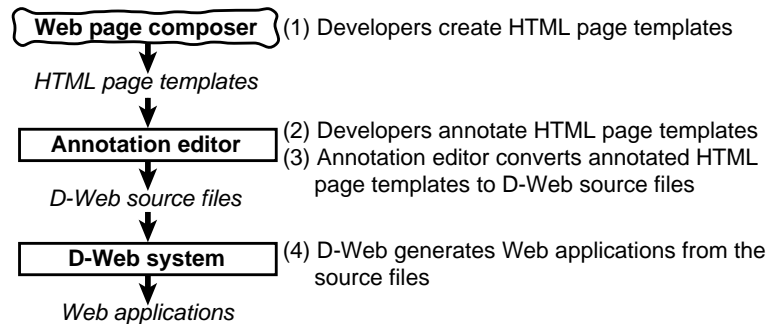 Web page composer (1) Developers create HTML page templates
HTML page templates
Annotation editor (2) Developers annotate HTML page templates
(3) Annotation editor converts annotated HTML
page templates to D-Web source files
D-Web source files
D-Web system (4) D-Web generates Web applications from the
source files
Web applications